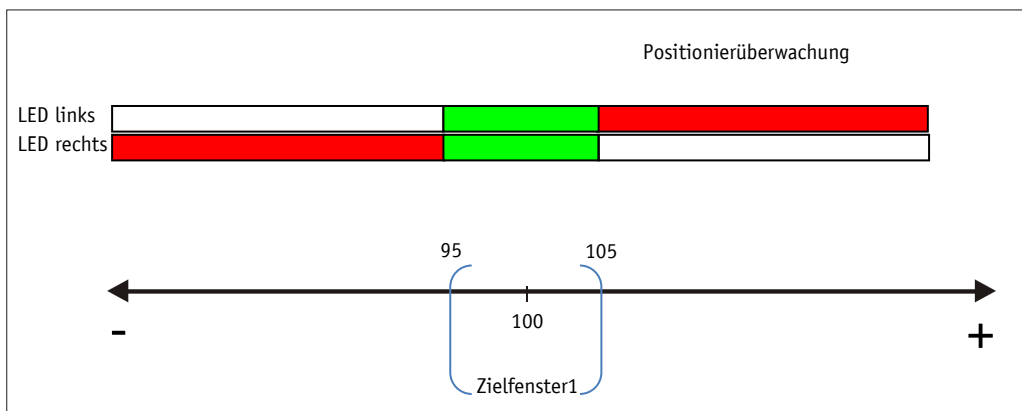 Positionierüberwachung
LED links
LED rechts
95
105
100
-
+
Zielfenster1